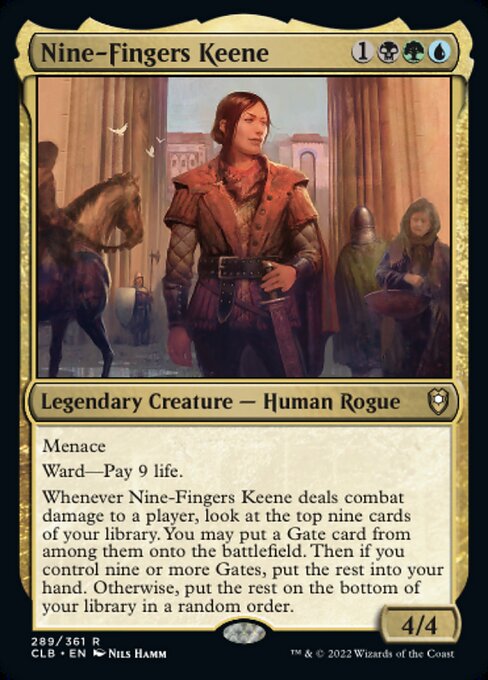 Nine-Fingers Keene 1
Legendary Creature — Human Rogue
Menace
Ward—Pay 9 life.
Whenever Nine-Fingers Keene deals combat
damage to a player, look at the top nine cards
of your library. You may put a Gate card from
among them onto the battlefield. Then if you
control nine or more Gates, put the rest into your
hand. Otherwise, put the rest on the bottom of
your library in a random order.
4/4
289/361 R
CLB • EN Nils Hamm
™ & © 2022 Wizards of the Coast